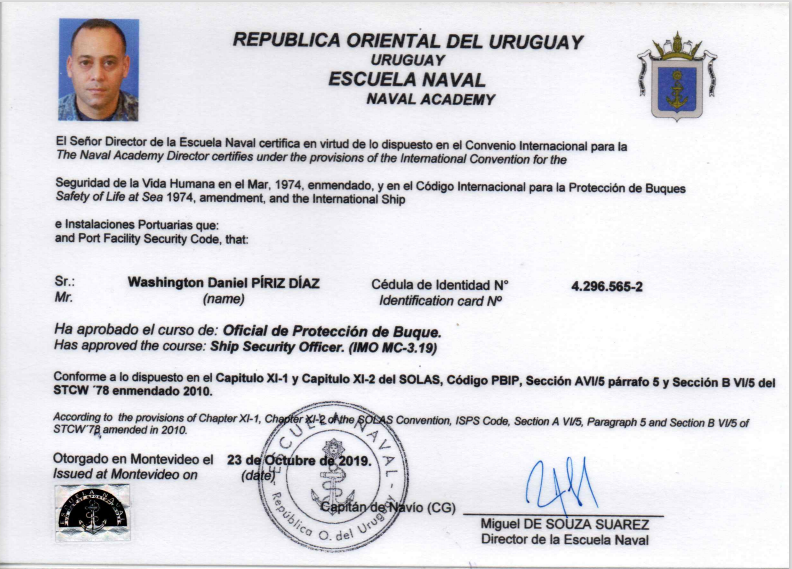 REPUBLICA ORIENTAL DEL URUGUAY
URUGUAY
ESCUELA NAVAL
NAVAL ACADEMY
El Señor Director de la Escuela Naval certifica en virtud de lo dispuesto en el Convenio Internacional para la
The Naval Academy Director certifies under the provisions of the International Convention for the
Seguridad de la Vida Humana en el Mar, 1974, enmendado, y en el Código Internacional para la Protección de Buques
Safety of Life at Sea 1974, amendment, and the International Ship
e Instalaciones Portuarias que:
and Port Facility Security Code, that:
Sr.: Washington Daniel PÍRIZ DÍAZ Cédula de Identidad N° 4.296.565-2
Mr. (name) Identification card Nº
Ha aprobado el curso de: Oficial de Protección de Buque.
Has approved the course: Ship Security Officer. (IMO MC-3.19)
Conforme a lo dispuesto en el Capitulo XI-1 y Capitulo XI-2 del SOLAS, Código PBIP, Sección AVI/5 párrafo 5 y Sección B VI/5 del
STCW ´78 enmendado 2010.
According to the provisions of Chapter XI-1, Chapter XI-2 of the SOLAS Convention, ISPS Code, Section A VI/5, Paragraph 5 and Section B VI/5 of
STCW´78 amended in 2010.
Otorgado en Montevideo el 23 de Octubre de 2019.
Issued at Montevideo on (date)
ESCUELA NAVAL
República O. del Uruguay
ESCUELA NAVAL
Capitán de Navío (CG)
Miguel DE SOUZA SUAREZ
Director de la Escuela Naval